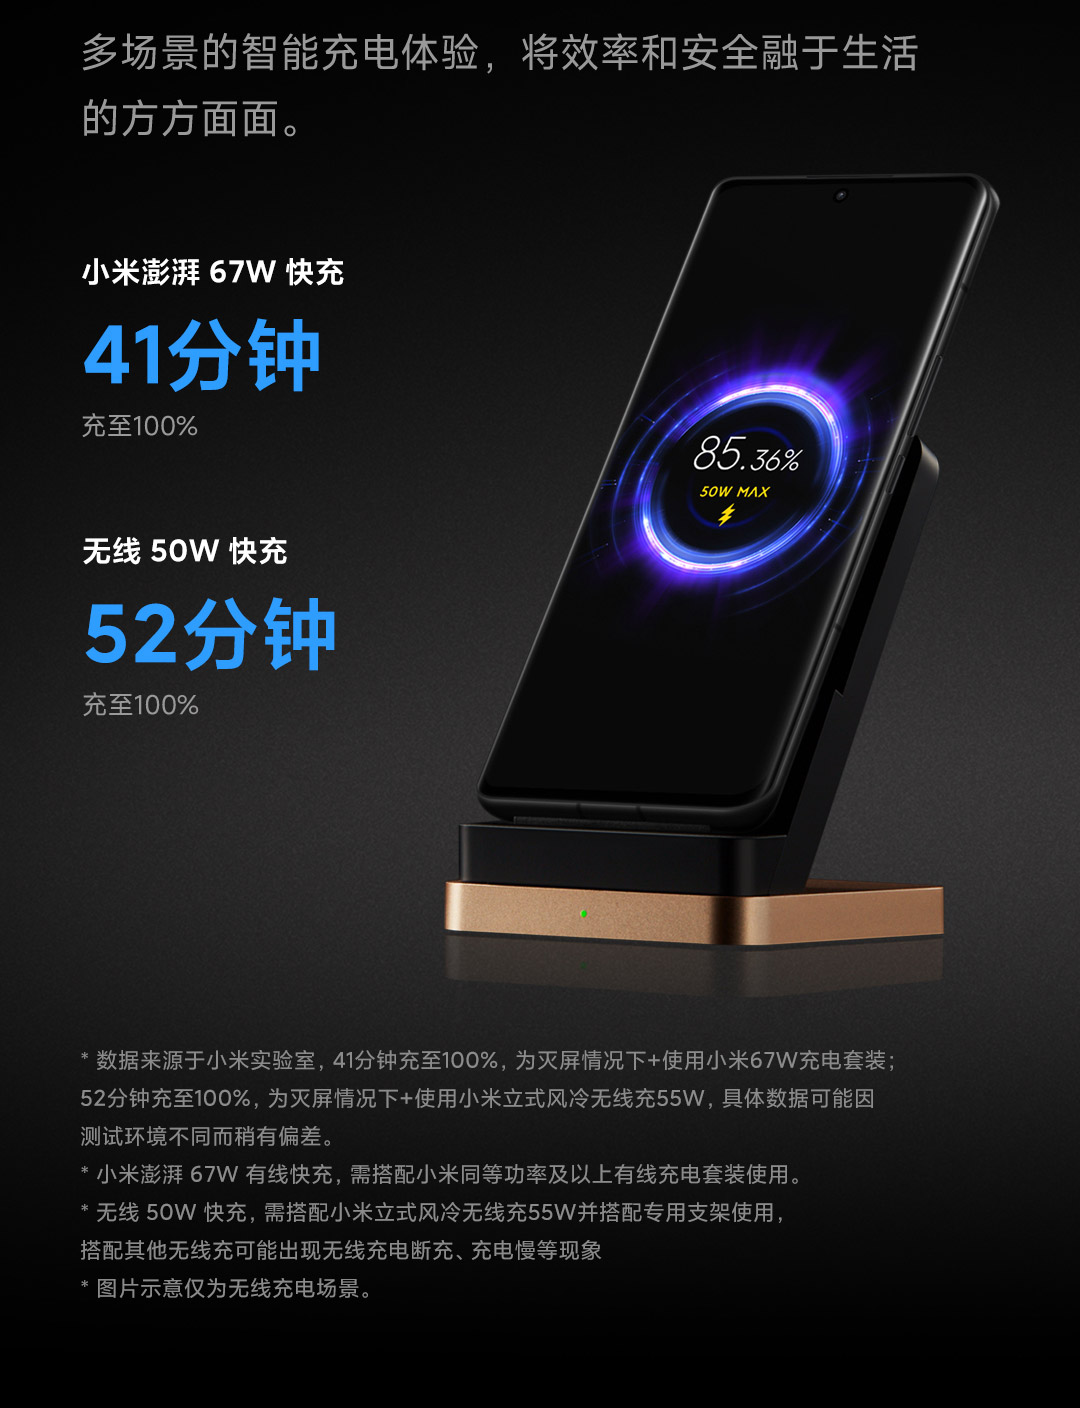 多场景的智能充电体验，将效率和安全融于生活
的方方面面。
小米澎湃 67W 快充
41分钟
充至100%
无线 50W 快充
52分钟
充至100%
85.36%
50W MAX
* 数据来源于小米实验室，41分钟充至100%，为灭屏情况下+使用小米67W充电套装；
52分钟充至100%，为灭屏情况下+使用小米立式风冷无线充55W，具体数据可能因
测试环境不同而稍有偏差。
* 小米澎湃 67W 有线快充，需搭配小米同等功率及以上有线充电套装使用。
* 无线 50W 快充，需搭配小米立式风冷无线充55W并搭配专用支架使用，
搭配其他无线充可能出现无线充电断充、充电慢等现象
* 图片示意仅为无线充电场景。